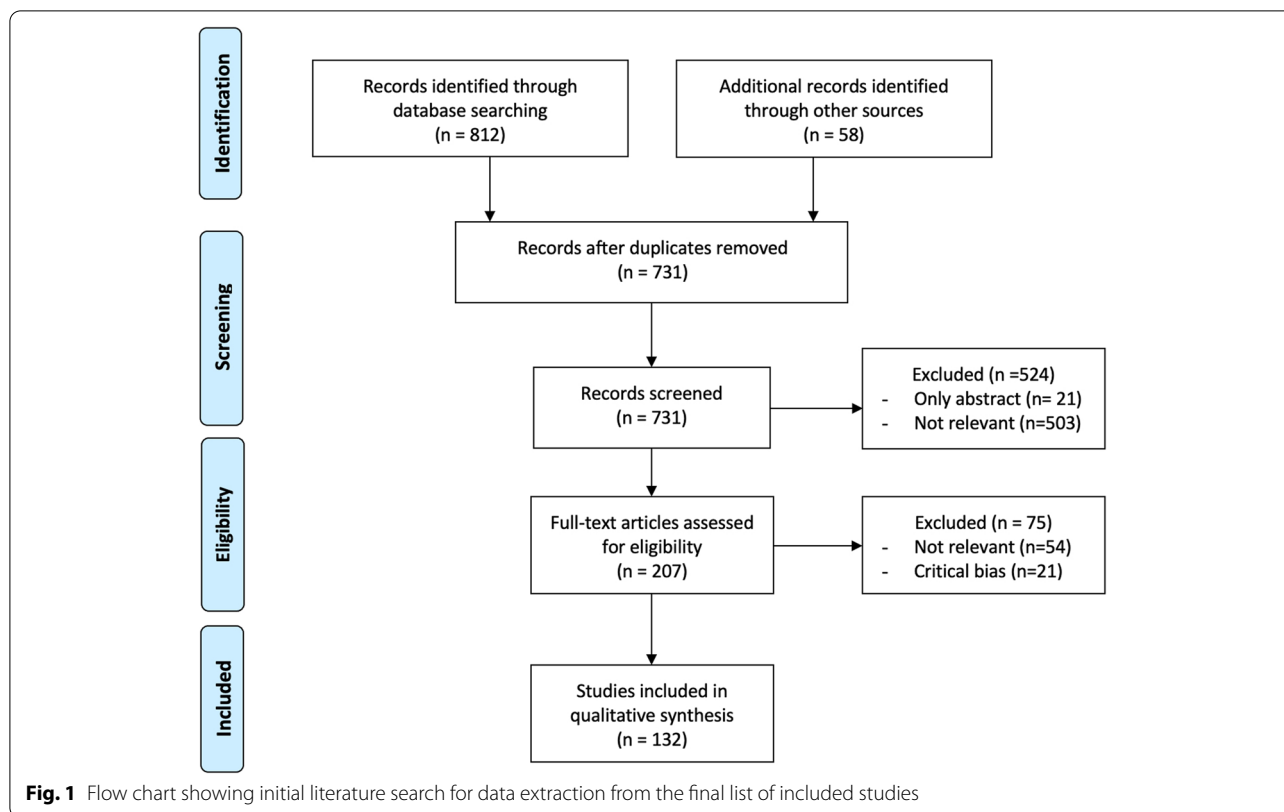 Identification
Records identified through
database searching
(n = 812)
Additional records identified
through other sources
(n = 58)
Screening
Records after duplicates removed
(n = 731)
Records screened
(n = 731)
Excluded (n =524)
- Only abstract (n= 21)
- Not relevant (n=503)
Eligibility
Full-text articles assessed
for eligibility
(n = 207)
Excluded (n = 75)
- Not relevant (n=54)
- Critical bias (n=21)
Included
Studies included in
qualitative synthesis
(n = 132)
Fig. 1 Flow chart showing initial literature search for data extraction from the final list of included studies